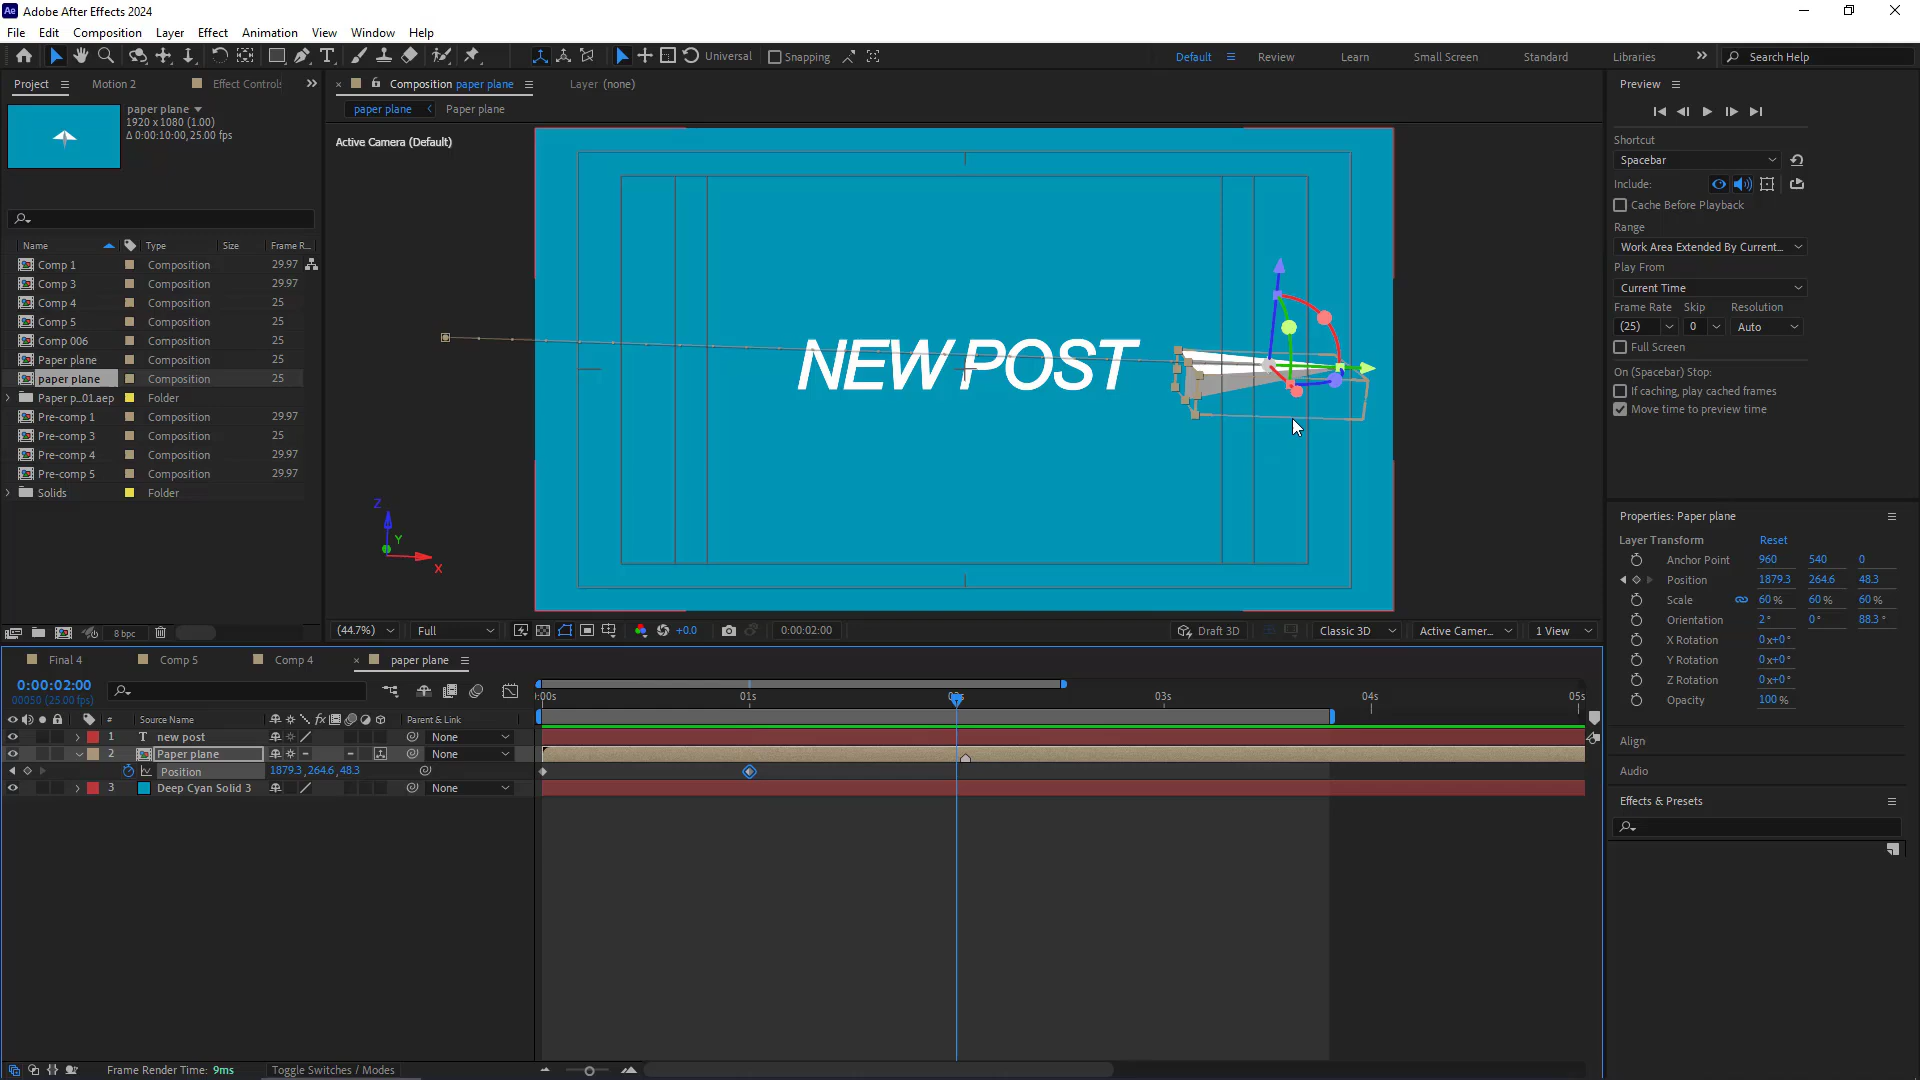 Adobe After Effects 2024
File Edit Composition Layer Effect Animation View Window Help
Universal Snapping Default Review Learn Small Screen Standard Libraries Search Help
Project Motion 2 Effect Controls
paper plane
1920 x 1080 (1.00)
Δ 0:00:10:00, 25.00 fps
Name Type Size Frame R...
Comp 1 Composition 29.97
Comp 3 Composition 29.97
Comp 4 Composition 25
Comp 5 Composition 25
Comp 006 Composition 25
Paper plane Composition 25
paper plane Composition 25
Paper p...01.aep Folder
Pre-comp 1 Composition 29.97
Pre-comp 3 Composition 25
Pre-comp 4 Composition 29.97
Pre-comp 5 Composition 29.97
Solids Folder
8 bpc
Composition paper plane Layer (none)
paper plane Paper plane
Active Camera (Default)
NEW POST
Z
Y
X
(44.7%) Full +0.0 0:00:02:00 Draft 3D Classic 3D Active Camer... 1 View
Preview
Shortcut
Spacebar
Include:
Cache Before Playback
Range
Work Area Extended By Current...
Play From
Current Time
Frame Rate Skip Resolution
(25) 0 Auto
Full Screen
On (Spacebar) Stop:
If caching, play cached frames
Move time to preview time
Properties: Paper plane
Layer Transform Reset
Anchor Point 960 540 0
Position 1879.3 264.6 48.3
Scale 60 % 60 % 60 %
Orientation 2 ° 0 ° 88.3 °
X Rotation 0x+0°
Y Rotation 0x+0°
Z Rotation 0x+0°
Opacity 100 %
Align
Audio
Effects & Presets
Final 4 Comp 5 Comp 4 paper plane
0:00:02:00
00050 (25.00 fps)
:00s 01s 02s 03s 04s 05s
# Source Name fx Parent & Link
1 T new post None
2 Paper plane None
Position 1879.3, 264.6, 48.3
3 Deep Cyan Solid 3 None
Frame Render Time: 9ms Toggle Switches / Modes